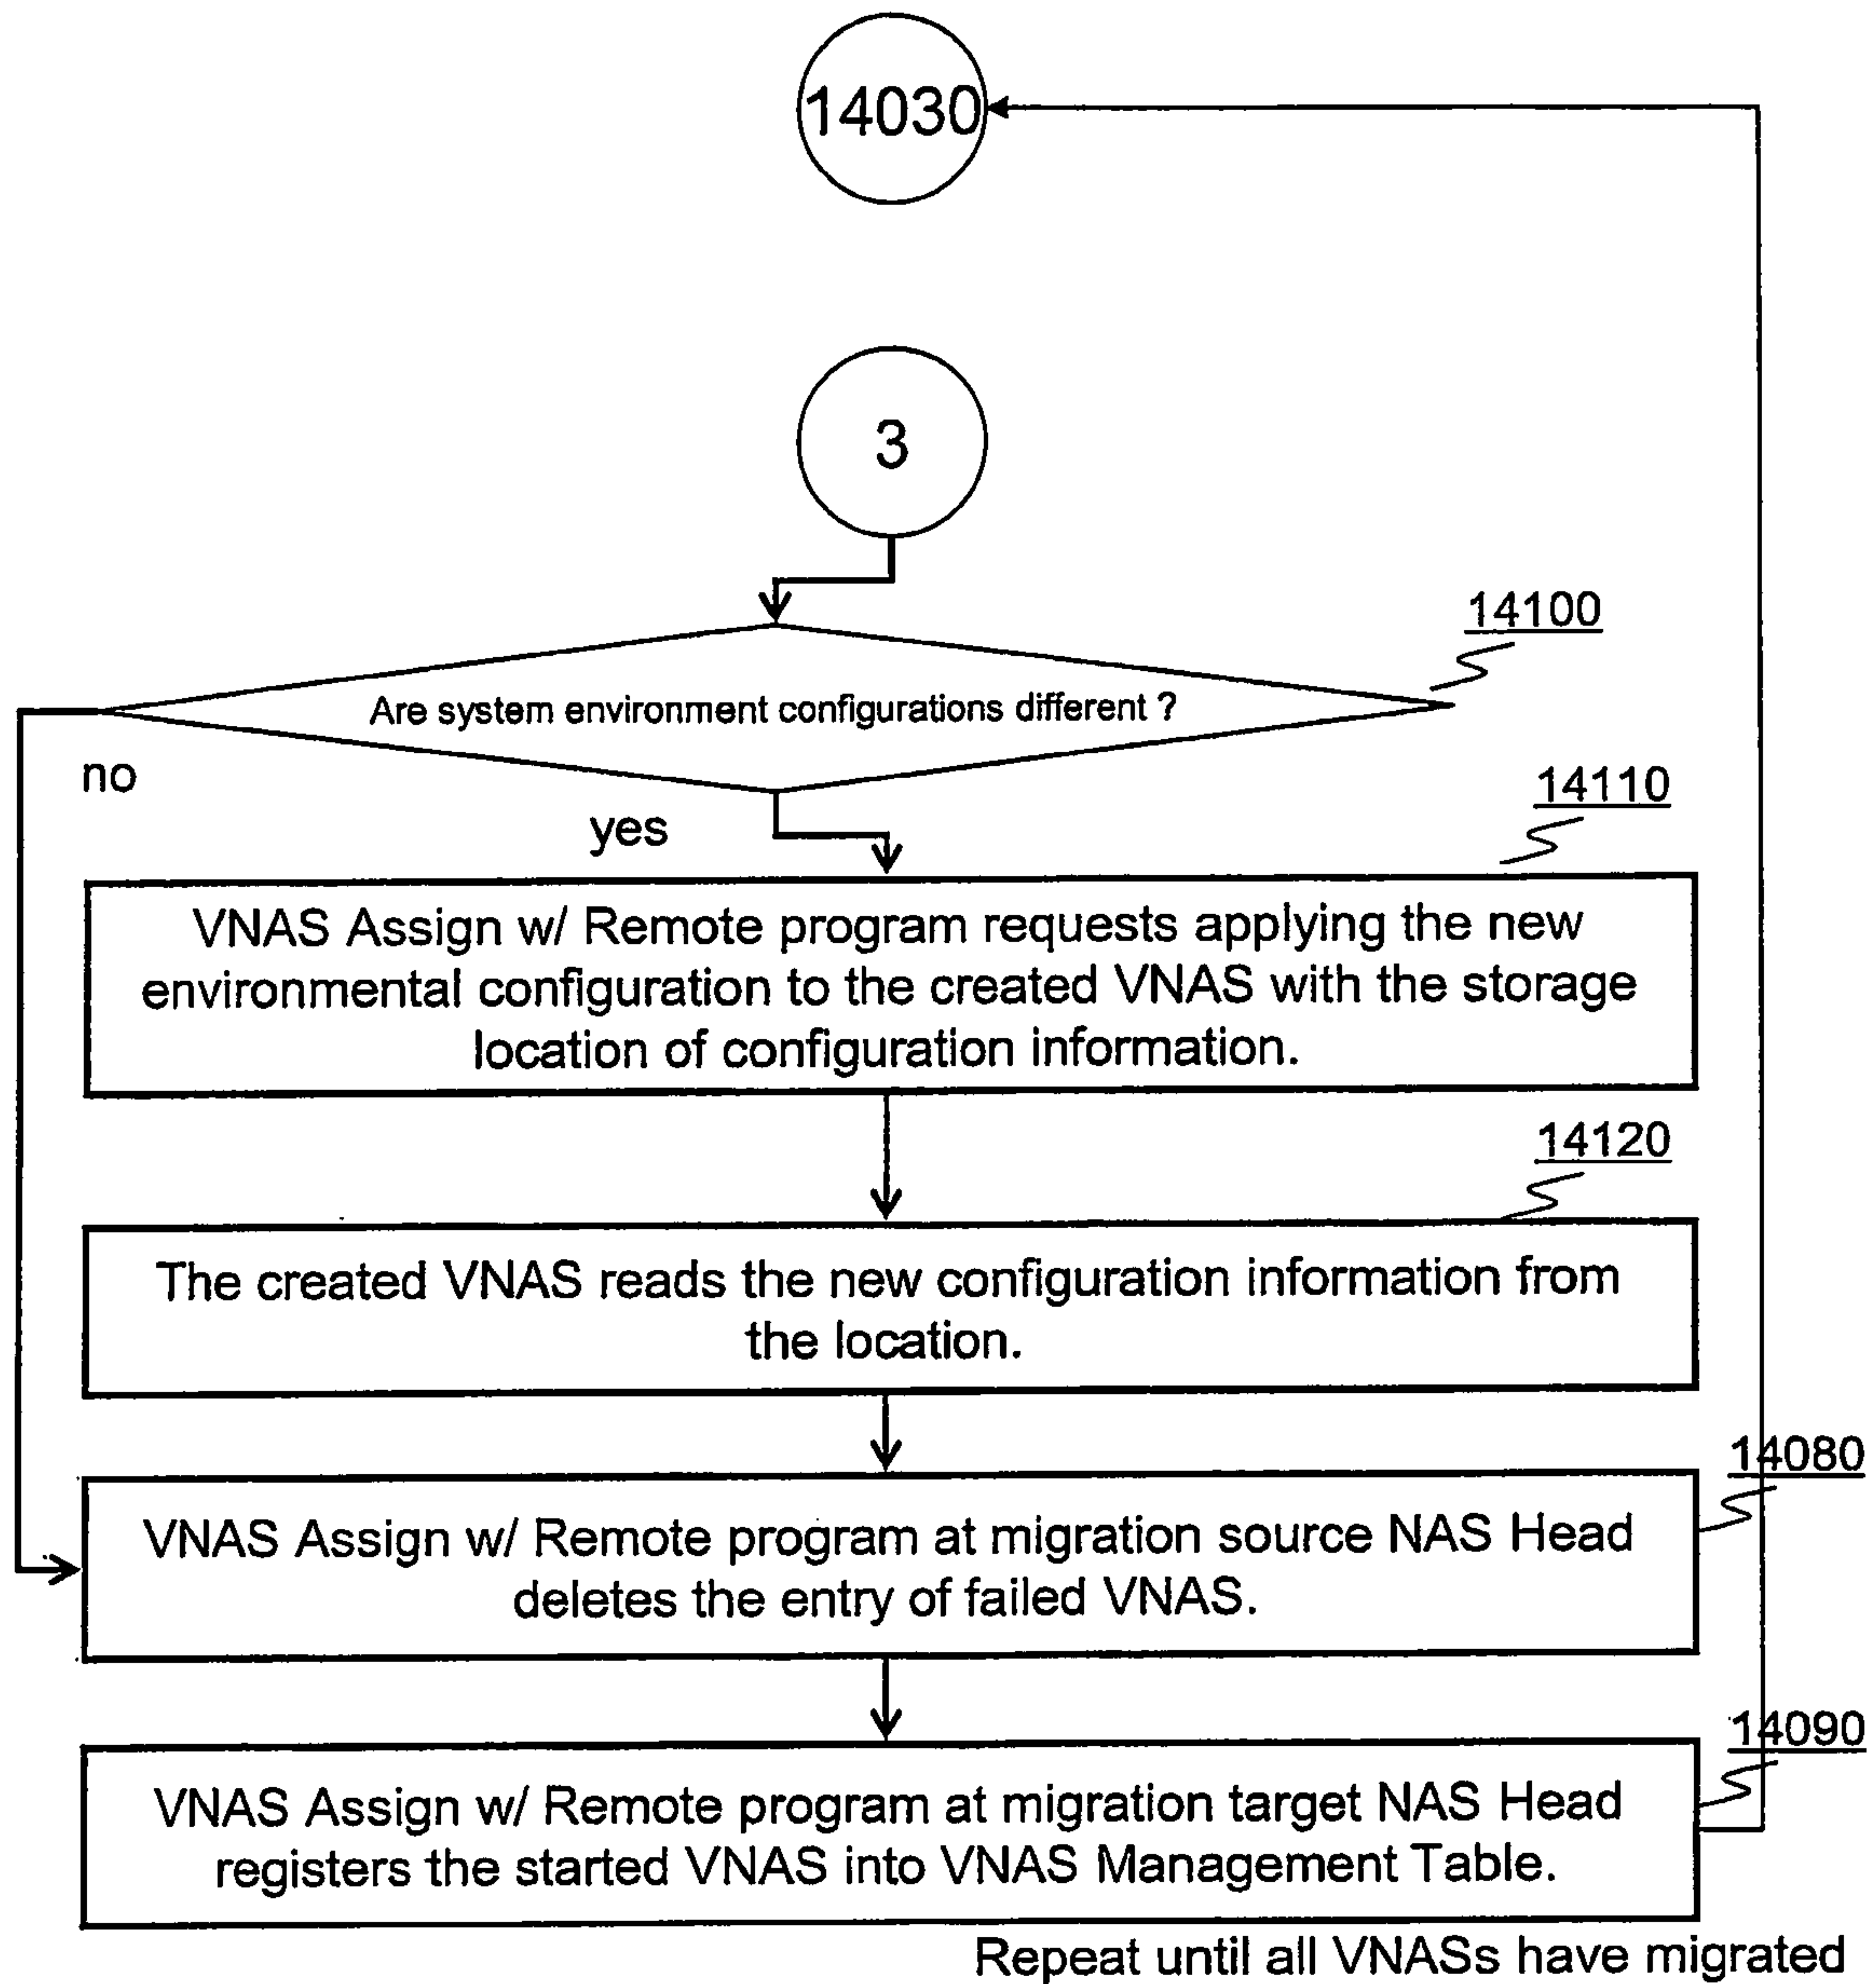 14030
3
14100
Are system environment configurations different ?
no
14110
yes
VNAS Assign w/ Remote program requests applying the new
environmental configuration to the created VNAS with the storage
location of configuration information.
14120
The created VNAS reads the new configuration information from
the location.
14080
VNAS Assign w/ Remote program at migration source NAS Head
deletes the entry of failed VNAS.
14090
VNAS Assign w/ Remote program at migration target NAS Head
registers the started VNAS into VNAS Management Table.
Repeat until all VNASs have migrated